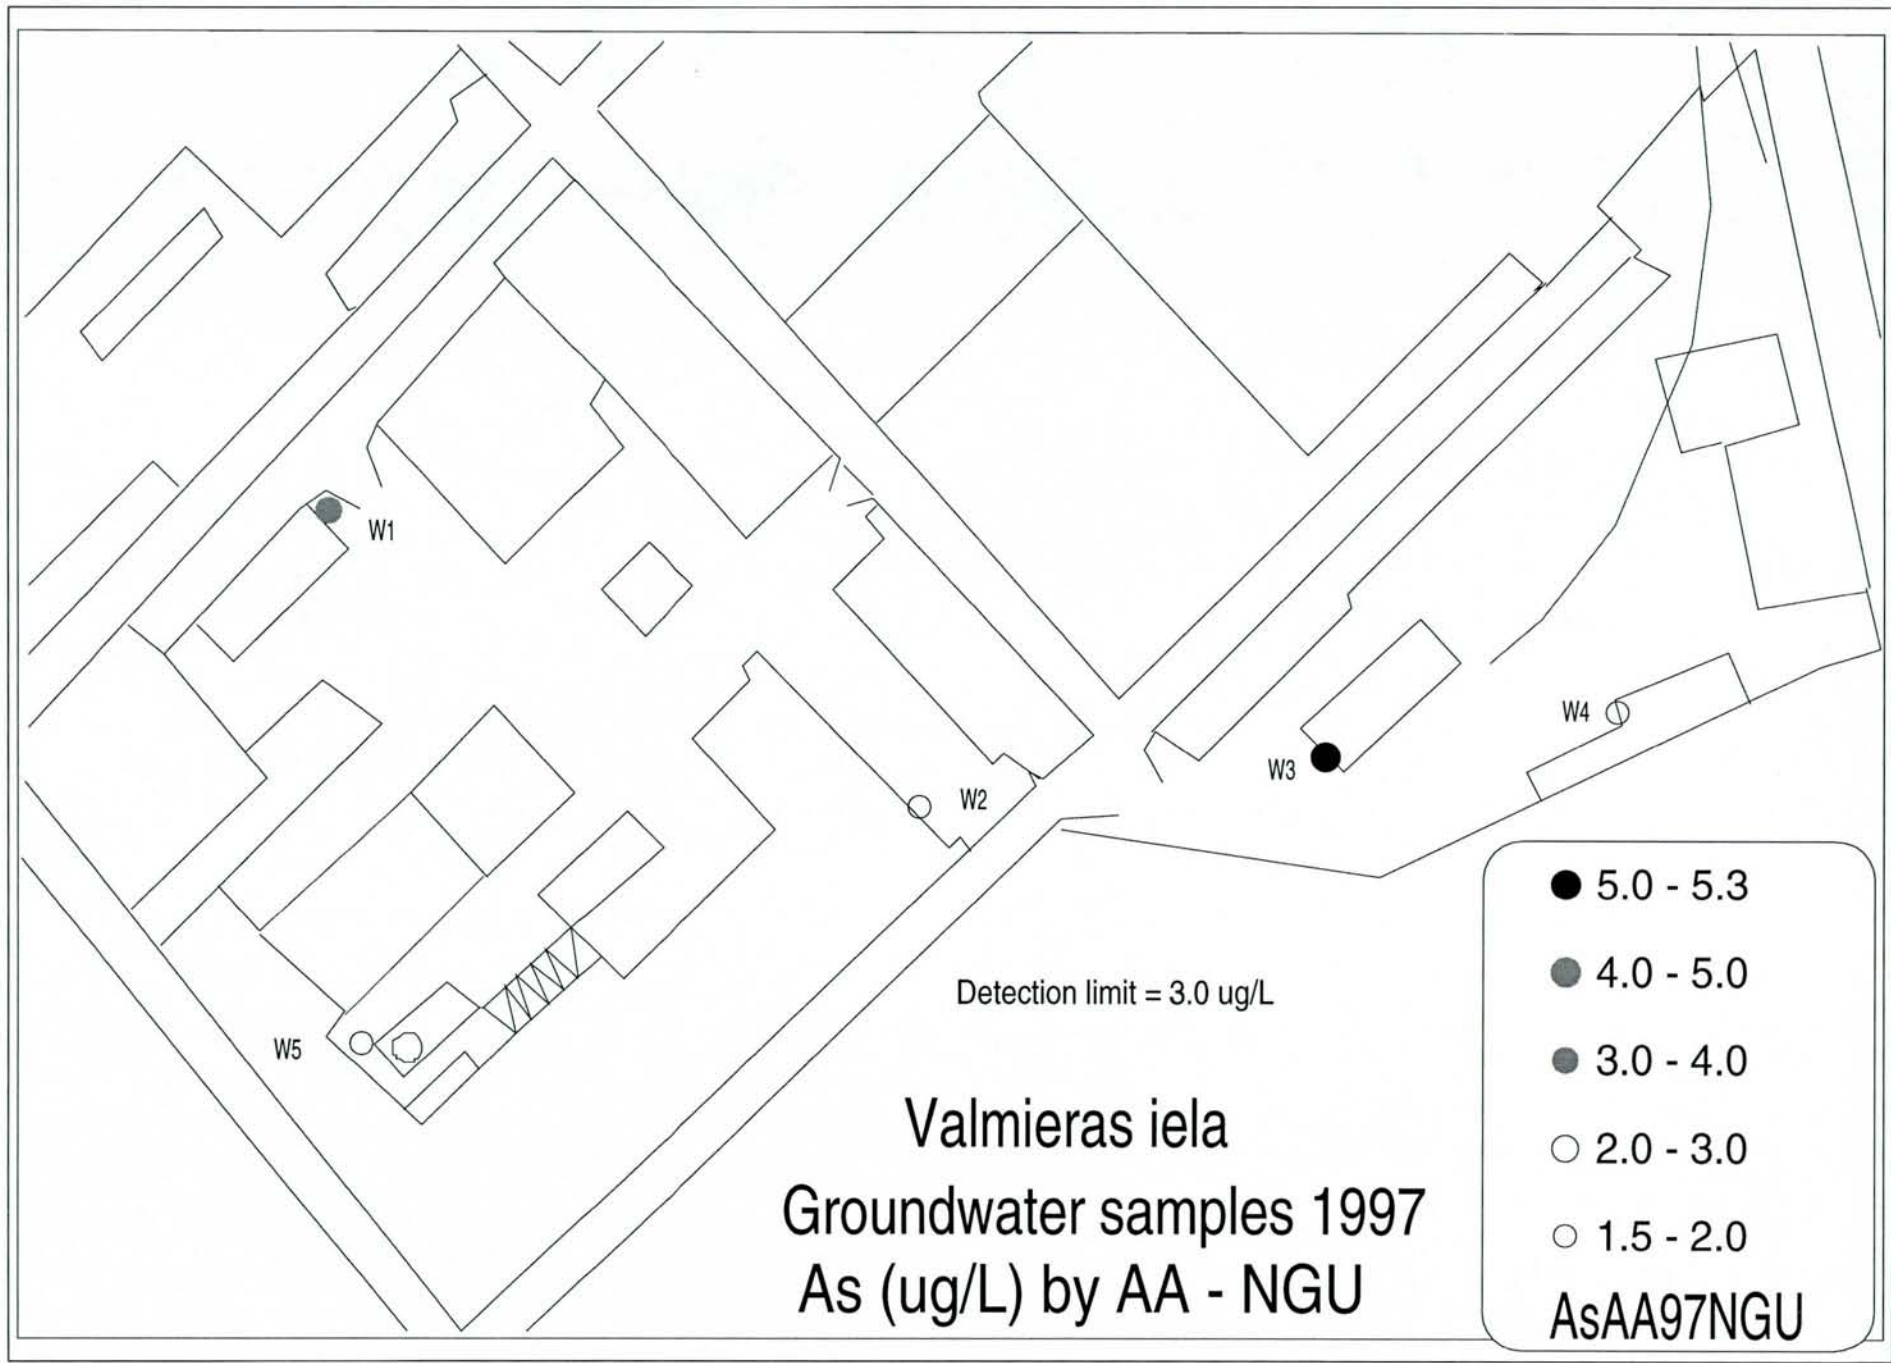 W1
W2
W3
W4
W5
Detection limit = 3.0 ug/L
Valmieras iela
Groundwater samples 1997
As (ug/L) by AA - NGU
5.0 - 5.3
4.0 - 5.0
3.0 - 4.0
2.0 - 3.0
1.5 - 2.0
AsAA97NGU